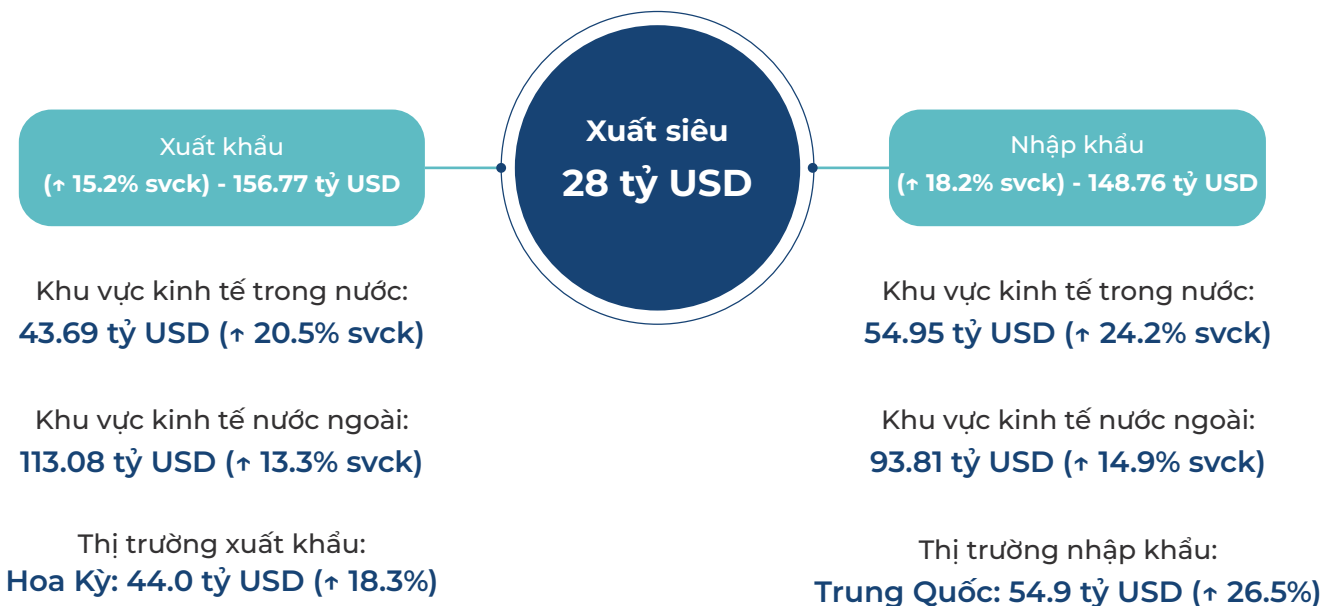 Xuất siêu
28 tỷ USD
Xuất khẩu
(↑ 15.2% svck) - 156.77 tỷ USD
Khu vực kinh tế trong nước:
43.69 tỷ USD (↑ 20.5% svck)
Khu vực kinh tế nước ngoài:
113.08 tỷ USD (↑ 13.3% svck)
Thị trường xuất khẩu:
Hoa Kỳ: 44.0 tỷ USD (↑ 18.3%)
Nhập khẩu
(↑ 18.2% svck) - 148.76 tỷ USD
Khu vực kinh tế trong nước:
54.95 tỷ USD (↑ 24.2% svck)
Khu vực kinh tế nước ngoài:
93.81 tỷ USD (↑ 14.9% svck)
Thị trường nhập khẩu:
Trung Quốc: 54.9 tỷ USD (↑ 26.5%)